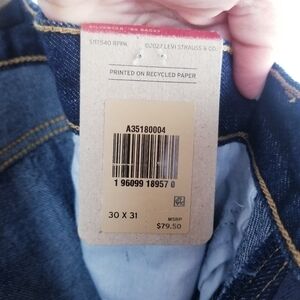 ©2022 LEVI STRAUSS & CO.
PRINTED ON RECYCLED PAPER
A35180004
1 96099 18957 0
30 X 31
MSRP
$79.50